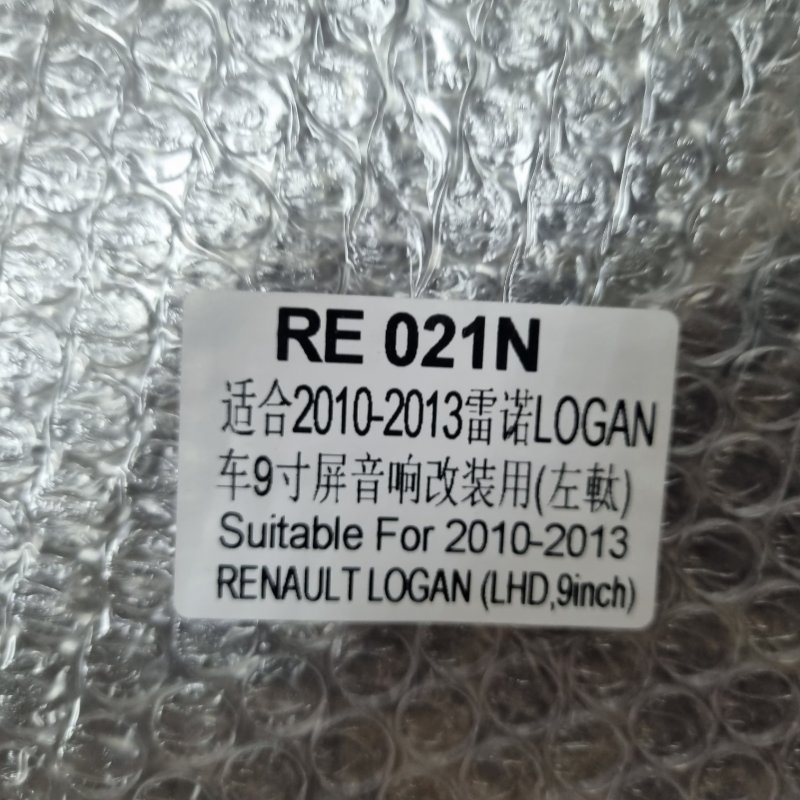 RE 021N
适合2010-2013雷诺LOGAN
车9寸屏音响改装用(左軚)
Suitable For 2010-2013
RENAULT LOGAN (LHD,9inch)